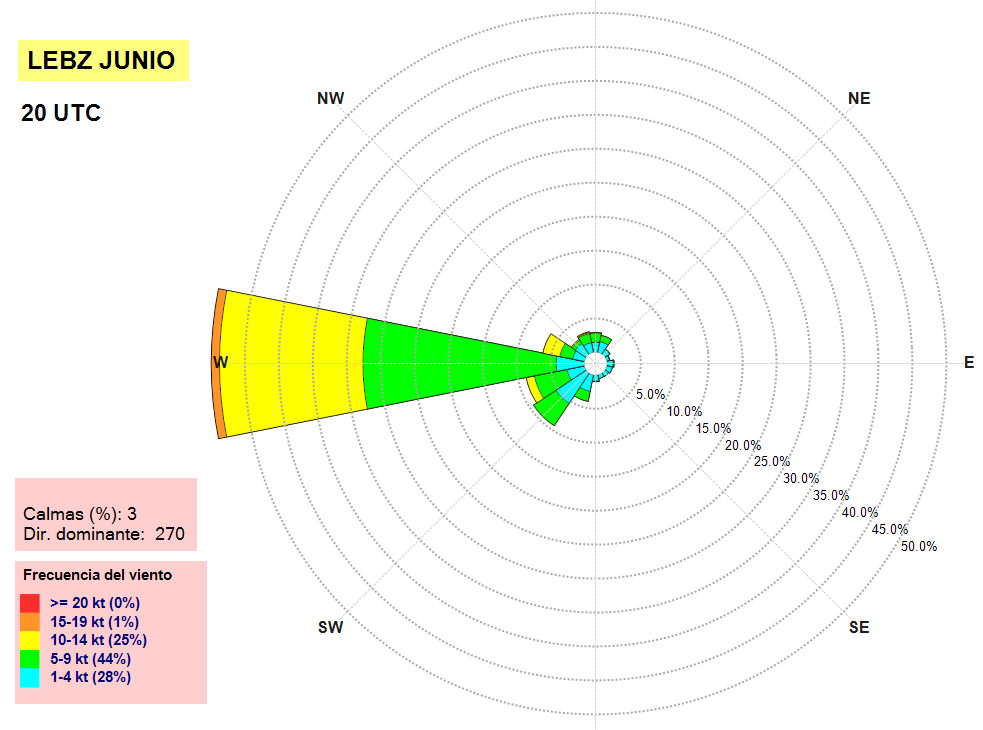 LEBZ JUNIO
20 UTC
NW
NE
W
E
5.0%
10.0%
15.0%
20.0%
25.0%
30.0%
35.0%
40.0%
45.0%
50.0%
Calmas (%): 3
Dir. dominante: 270
Frecuencia del viento
>= 20 kt (0%)
15-19 kt (1%)
10-14 kt (25%)
5-9 kt (44%)
1-4 kt (28%)
SW
SE